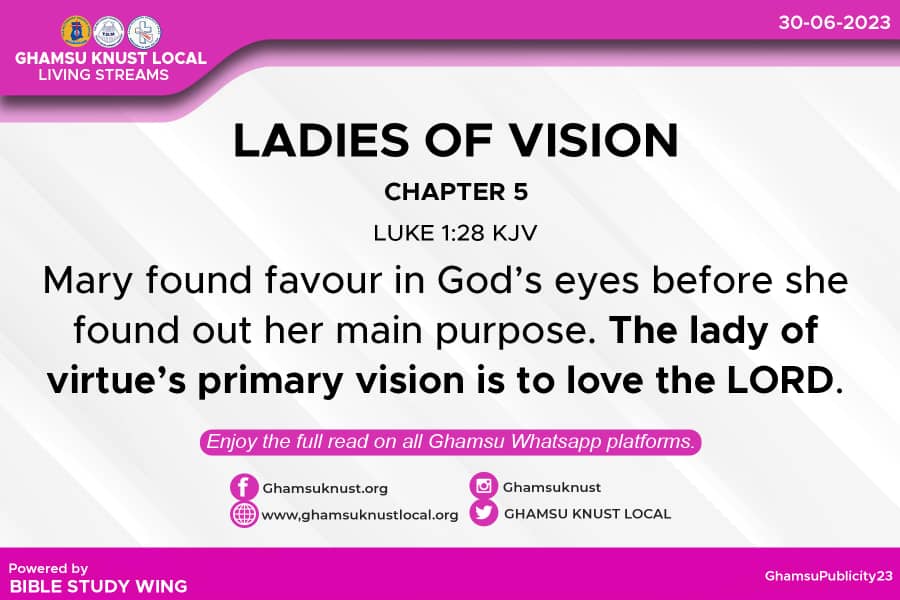 30-06-2023
GHAMSU KNUST LOCAL
LIVING STREAMS
LADIES OF VISION
CHAPTER 5
LUKE 1:28 KJV
Mary found favour in God’s eyes before she
found out her main purpose. The lady of
virtue’s primary vision is to love the LORD.
Enjoy the full read on all Ghamsu Whatsapp platforms.
Ghamsuknust.org
Ghamsuknust
www,ghamsuknustlocal.org
GHAMSU KNUST LOCAL
Powered by
BIBLE STUDY WING
GhamsuPublicity23